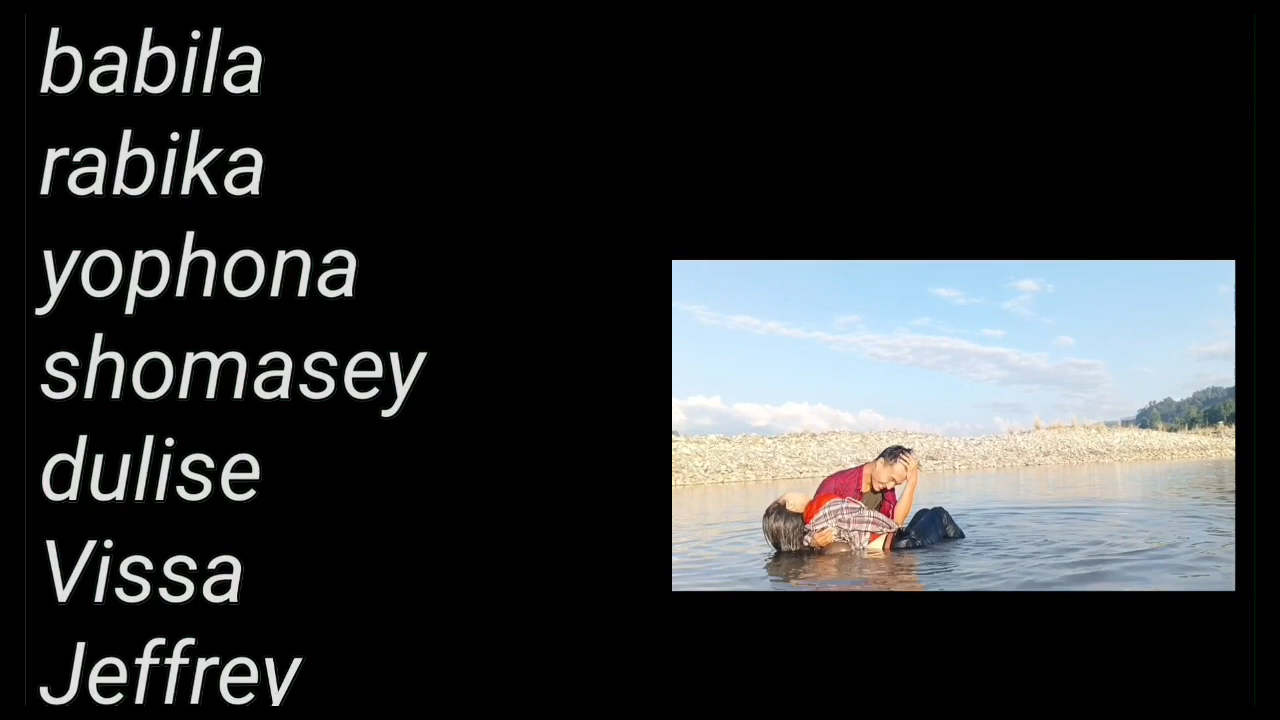 babila
rabika
yophona
shomasey
dulise
Vissa
Jeffrey